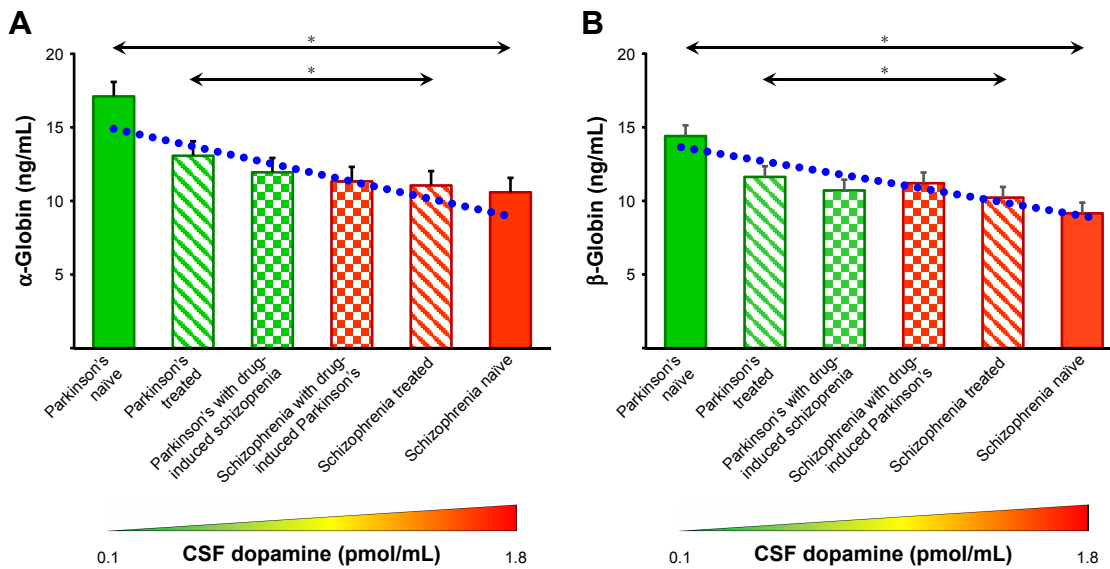 A
20
15
10
5
α-Globin (ng/mL)
*
*
Parkinson's
naïve
Parkinson's
treated
Parkinson's with drug-
induced schizoprenia
Schizophrenia with drug
induced Parkinson's
Schizophrenia treated
Schizophrenia naïve
0.1
CSF dopamine (pmol/mL)
1.8
B
20
15
10
5
β-Globin (ng/mL)
*
*
Parkinson's
naïve
Parkinson's
treated
Parkinson's with drug-
induced schizoprenia
Schizophrenia with drug-
induced Parkinson's
Schizophrenia treated
Schizophrenia naïve
0.1
CSF dopamine (pmol/mL)
1.8